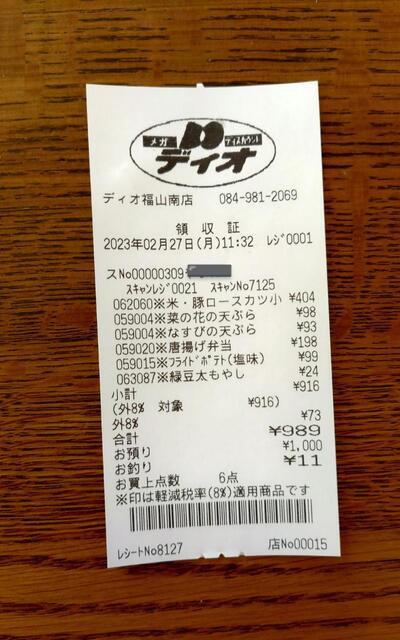 メガ ディスカウント
ディオ
ディオ福山南店 084-981-2069
領収証
2023年02月27日(月)11:32 レジ0001
スNo00000309
スキャンレジ0021 スキャンNo7125
062060※米・豚ロースカツ小 ¥404
059004※菜の花の天ぷら ¥98
059004※なすびの天ぷら ¥93
059020※唐揚げ弁当 ¥198
059015※フライドポテト(塩味) ¥99
063087※緑豆太もやし ¥24
小計 ¥916
(外8% 対象 ¥916)
外8% ¥73
合計 ¥989
お預り ¥1,000
お釣り ¥11
お買上点数 6点
※印は軽減税率(8%)適用商品です
レシートNo8127 店No00015